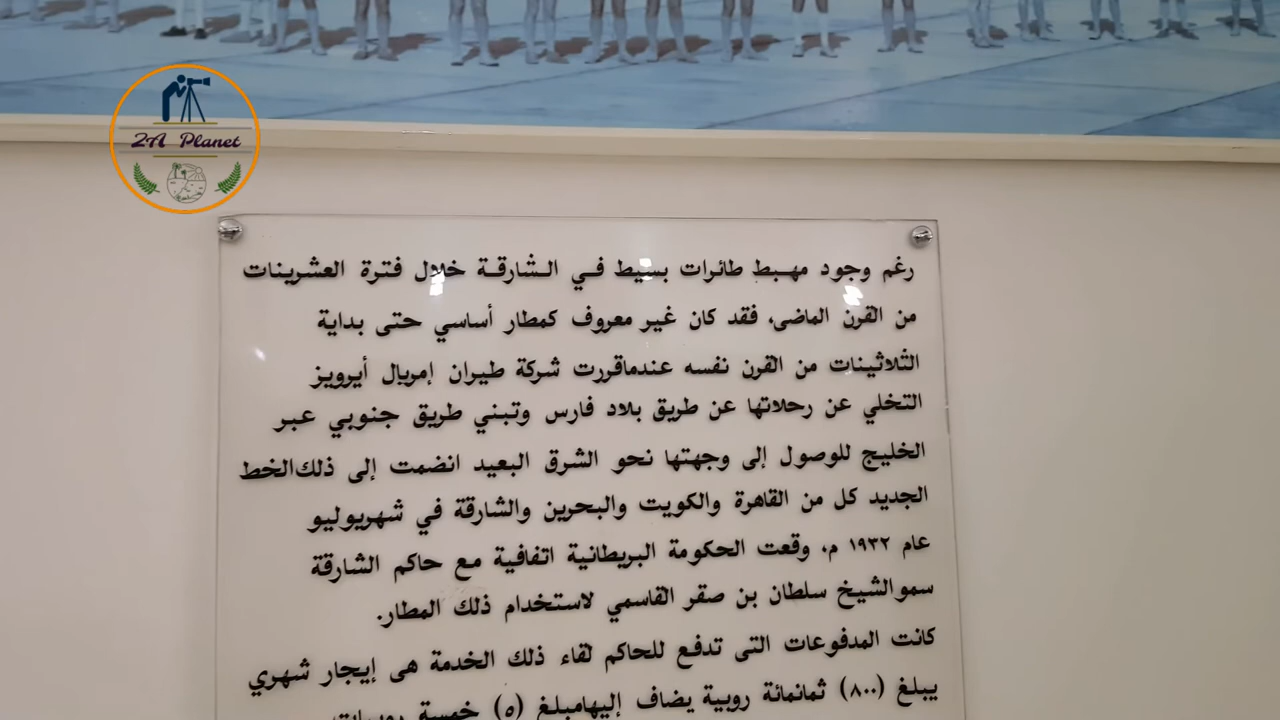 2A Planet
رغم وجود مهبط طائرات بسيط في الشارقة خلال فترة العشرينات
من القرن الماضى، فقد كان غير معروف كمطار أساسي حتى بداية
الثلاثينات من القرن نفسه عندماقررت شركة طيران إمريال أيرويز
التخلي عن رحلاتها عن طريق بلاد فارس وتبني طريق جنوبي عبر
الخليج للوصول إلى وجهتها نحو الشرق البعيد انضمت إلى ذلك الخط
الجديد كل من القاهرة والكويت والبحرين والشارقة في شهريوليو
عام ١٩٣٢ م، وقعت الحكومة البريطانية اتفافية مع حاكم الشارقة
سمو الشيخ سلطان بن صقر القاسمي لاستخدام ذلك المطار.
كانت المدفوعات التى تدفع للحاكم لقاء ذلك الخدمة هى إيجار شهري
يبلغ (٨٠٠) ثمانمائة روبية يضاف إليهامبلغ (٥) خمسة